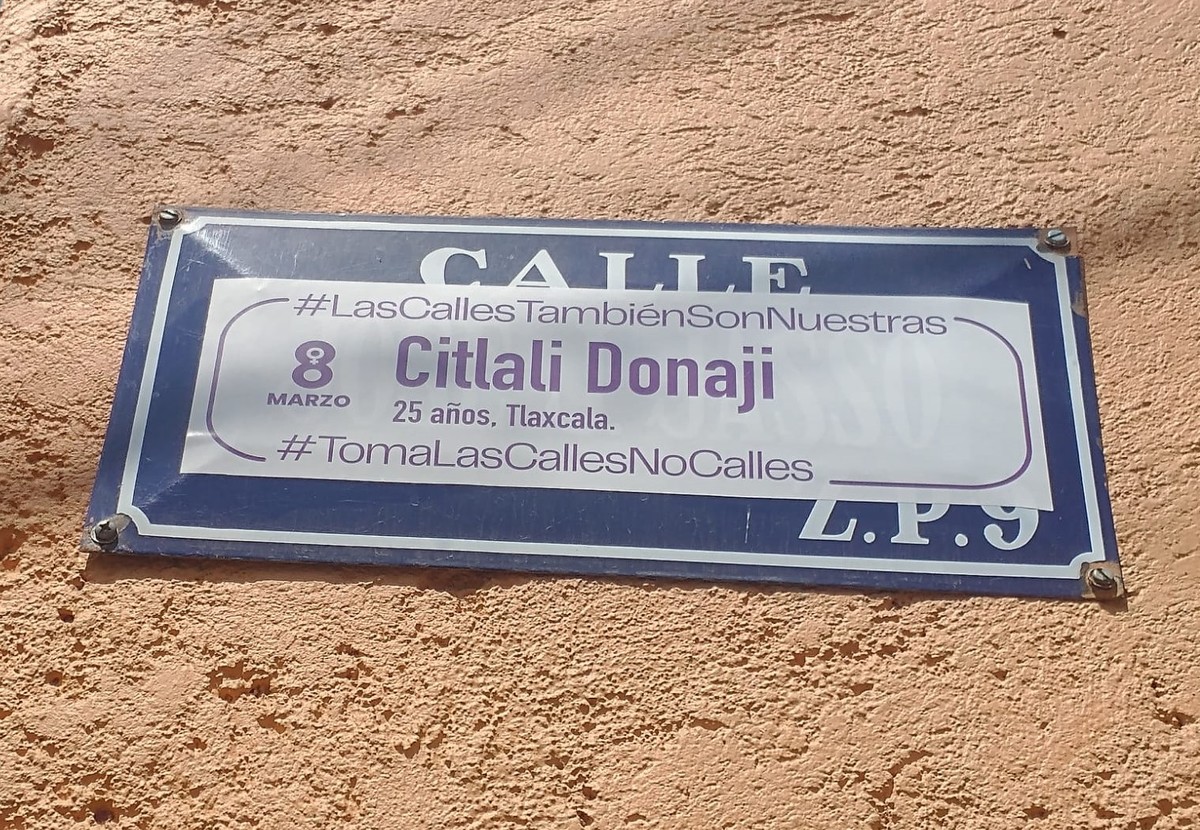 CALLE
#LasCallesTambiénSonNuestras
8
MARZO
Citlali Donaji
25 años, Tlaxcala.
#TomaLasCallesNoCalles
Z.P.9